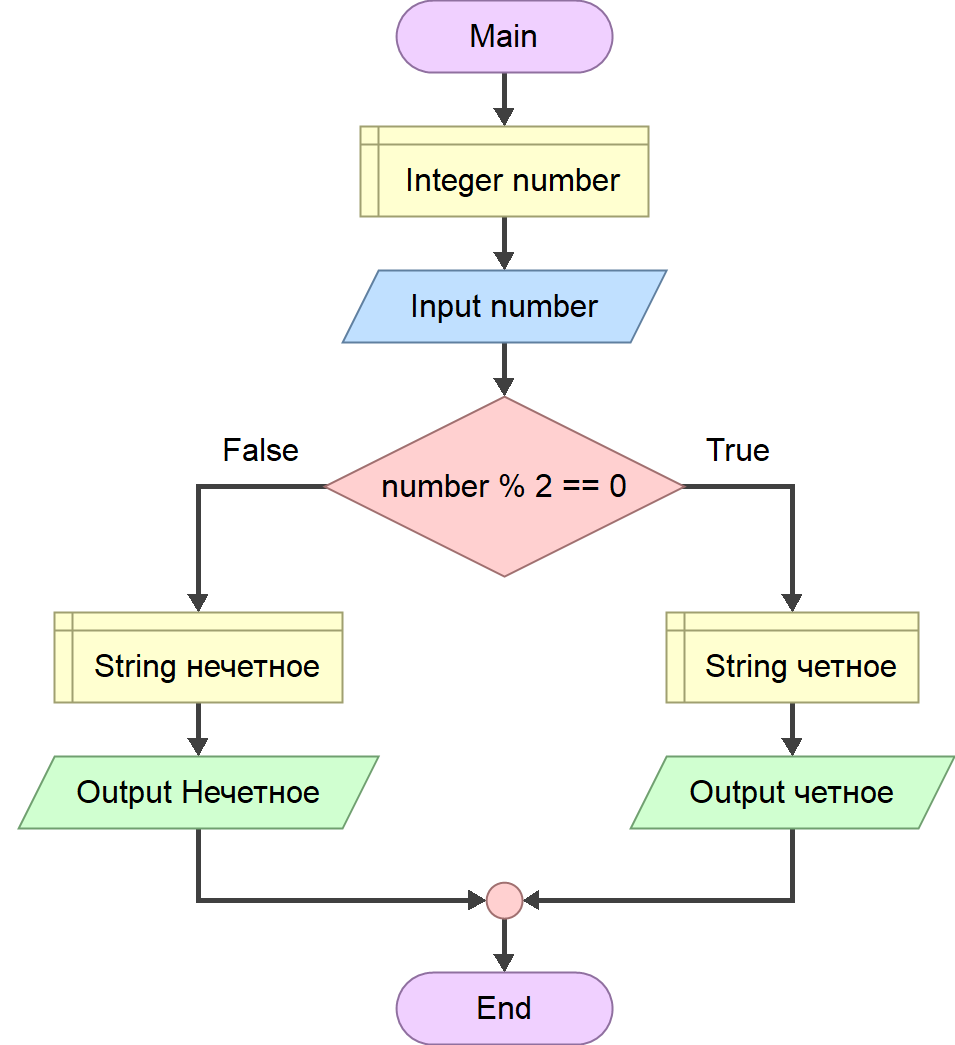 Main
Integer number
Input number
False
True
number % 2 == 0
String нечетное
String четное
Output Нечетное
Output четное
End